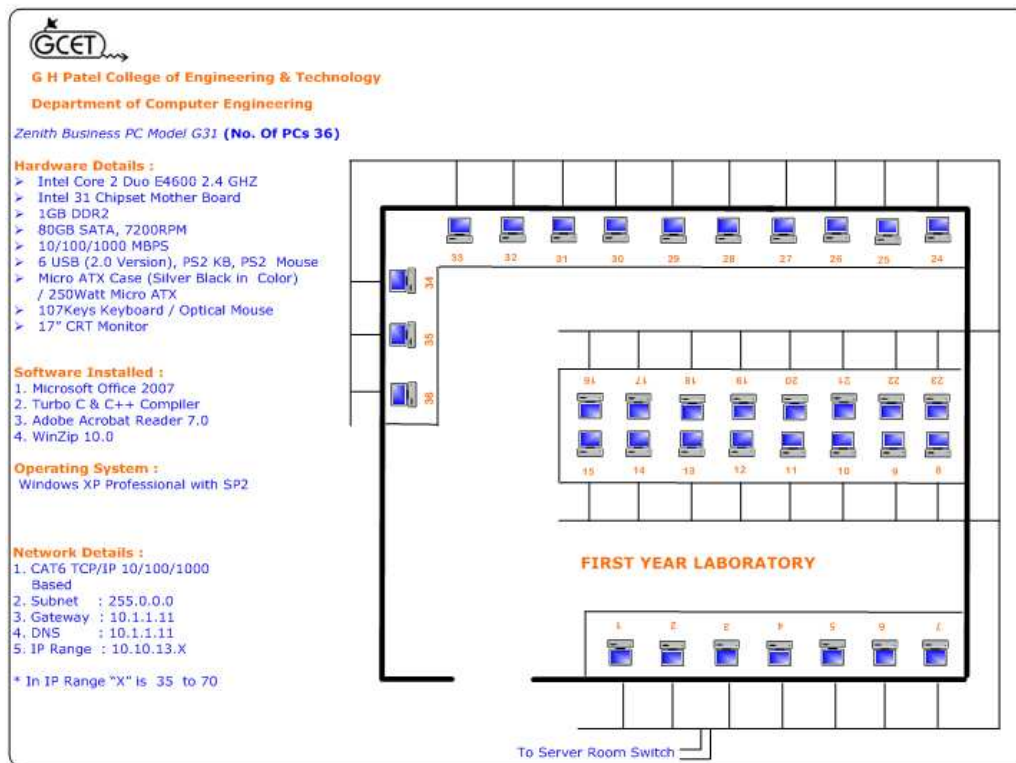 GCET
G H Patel College of Engineering & Technology
Department of Computer Engineering
Zenith Business PC Model G31 (No. Of PCs 36)
Hardware Details :
➢ Intel Core 2 Duo E4600 2.4 GHZ
➢ Intel 31 Chipset Mother Board
➢ 1GB DDR2
➢ 80GB SATA, 7200RPM
➢ 10/100/1000 MBPS
➢ 6 USB (2.0 Version), PS2 KB, PS2 Mouse
➢ Micro ATX Case (Silver Black in Color)
/ 250Watt Micro ATX
➢ 107Keys Keyboard / Optical Mouse
➢ 17" CRT Monitor
Software Installed :
1. Microsoft Office 2007
2. Turbo C & C++ Compiler
3. Adobe Acrobat Reader 7.0
4. WinZip 10.0
Operating System :
Windows XP Professional with SP2
Network Details :
1. CAT6 TCP/IP 10/100/1000
Based
2. Subnet : 255.0.0.0
3. Gateway : 10.1.1.11
4. DNS : 10.1.1.11
5. IP Range : 10.10.13.X
* In IP Range "X" is 35 to 70
33 32 31 30 29 28 27 26 25 24
34
35
36
16 17 18 19 20 21 22 23
15 14 13 12 11 10 9 8
FIRST YEAR LABORATORY
1 2 3 4 5 6 7
To Server Room Switch